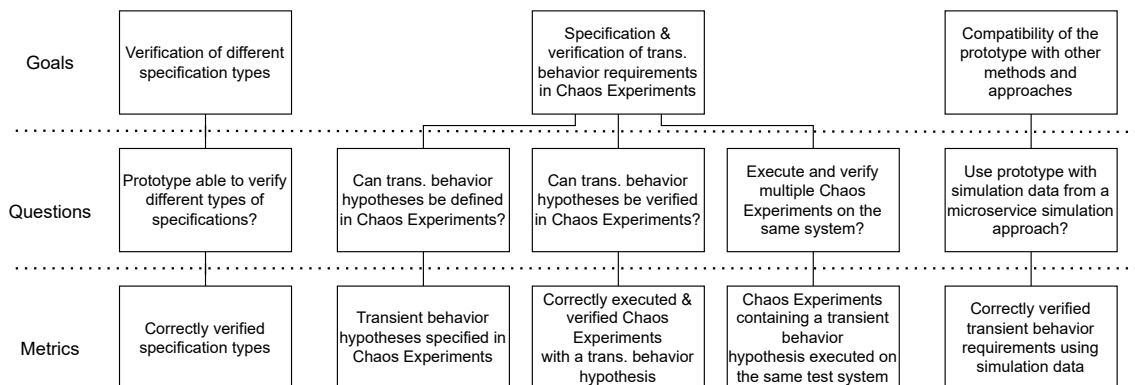 Goals
Verification of different
specification types
Specification &
verification of trans.
behavior requirements
in Chaos Experiments
Compatibility of the
prototype with other
methods and
approaches
Questions
Prototype able to verify
different types of
specifications?
Can trans. behavior
hypotheses be defined
in Chaos Experiments?
Can trans. behavior
hypotheses be verified
in Chaos Experiments?
Execute and verify
multiple Chaos
Experiments on the
same system?
Use prototype with
simulation data from a
microservice simulation
approach?
Metrics
Correctly verified
specification types
Transient behavior
hypotheses specified in
Chaos Experiments
Correctly executed &
verified Chaos
Experiments
with a trans. behavior
hypothesis
Chaos Experiments
containing a transient
behavior
hypothesis executed on
the same test system
Correctly verified
transient behavior
requirements using
simulation data